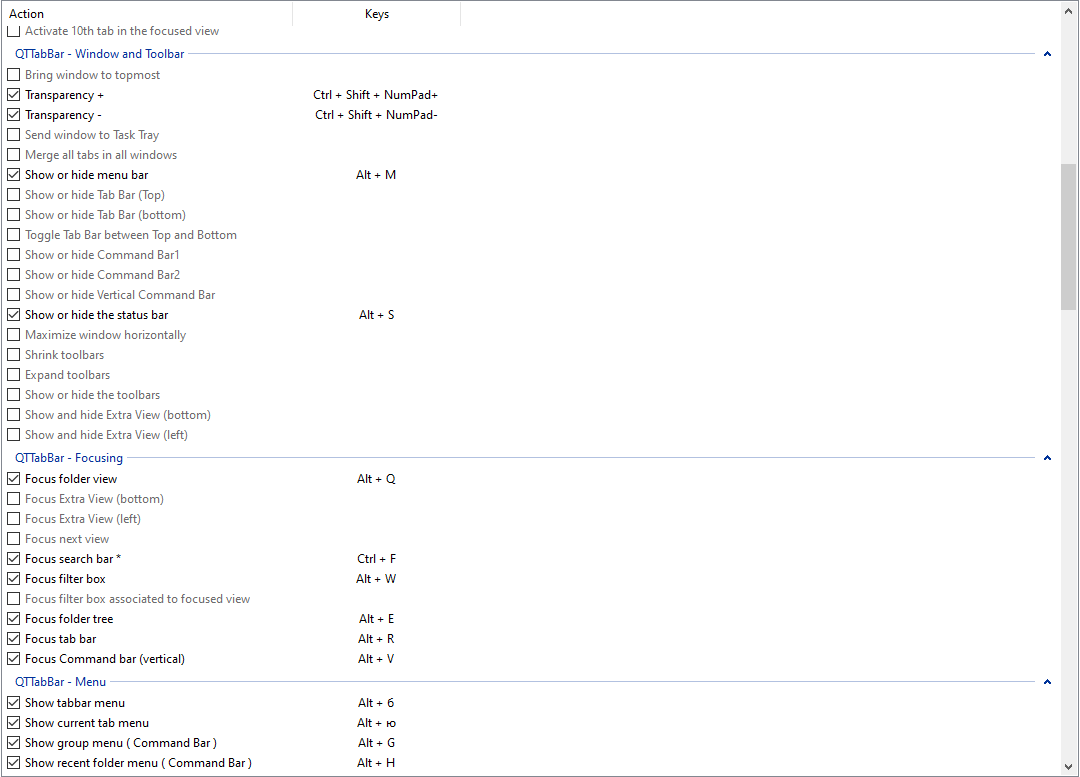 Action Keys
Activate 10th tab in the focused view
QTTabBar - Window and Toolbar
Bring window to topmost
Transparency + Ctrl + Shift + NumPad+
Transparency - Ctrl + Shift + NumPad-
Send window to Task Tray
Merge all tabs in all windows
Show or hide menu bar Alt + M
Show or hide Tab Bar (Top)
Show or hide Tab Bar (bottom)
Toggle Tab Bar between Top and Bottom
Show or hide Command Bar1
Show or hide Command Bar2
Show or hide Vertical Command Bar
Show or hide the status bar Alt + S
Maximize window horizontally
Shrink toolbars
Expand toolbars
Show or hide the toolbars
Show and hide Extra View (bottom)
Show and hide Extra View (left)
QTTabBar - Focusing
Focus folder view Alt + Q
Focus Extra View (bottom)
Focus Extra View (left)
Focus next view
Focus search bar * Ctrl + F
Focus filter box Alt + W
Focus filter box associated to focused view
Focus folder tree Alt + E
Focus tab bar Alt + R
Focus Command bar (vertical) Alt + V
QTTabBar - Menu
Show tabbar menu Alt + б
Show current tab menu Alt + ю
Show group menu ( Command Bar ) Alt + G
Show recent folder menu ( Command Bar ) Alt + H